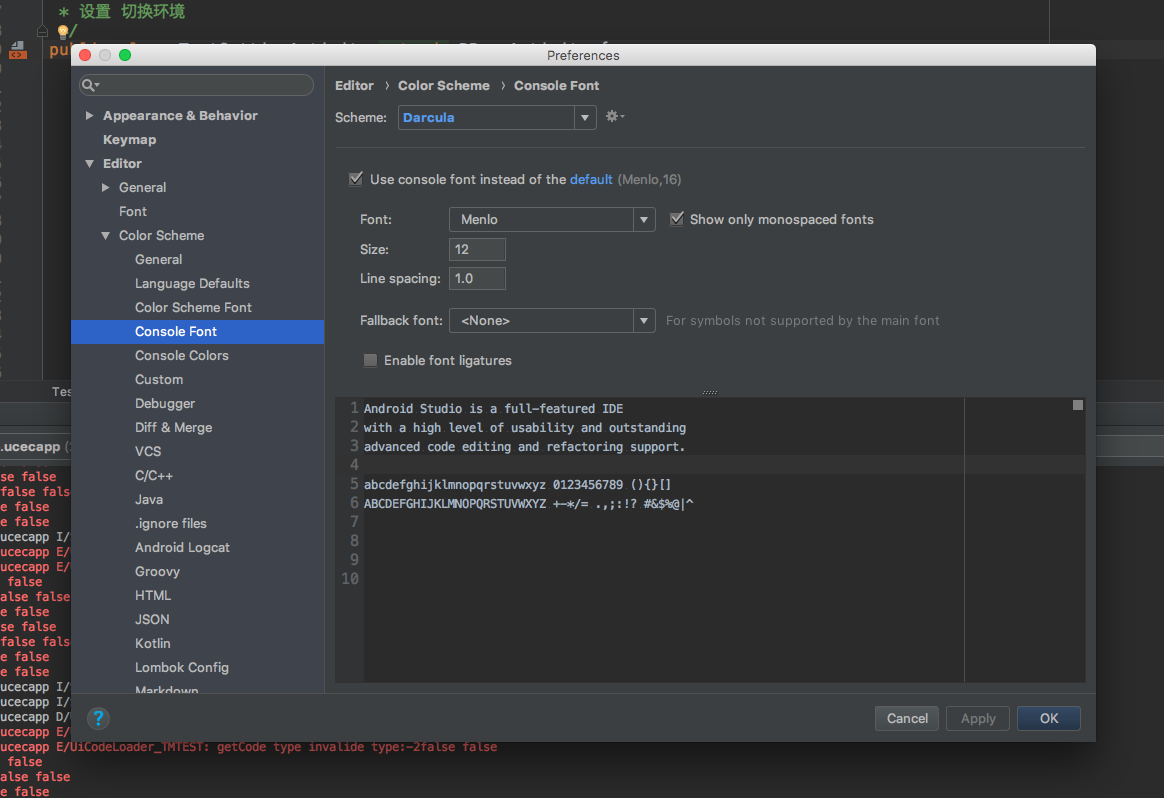 * 设置 切换环境
*/
Preferences
Editor › Color Scheme › Console Font
Scheme: Darcula
Appearance & Behavior
Keymap
Editor
General
Font
Color Scheme
General
Language Defaults
Color Scheme Font
Console Font
Console Colors
Custom
Debugger
Diff & Merge
VCS
C/C++
Java
.ignore files
Android Logcat
Groovy
HTML
JSON
Kotlin
Lombok Config
Markdown
Use console font instead of the default (Menlo,16)
Font: Menlo Show only monospaced fonts
Size: 12
Line spacing: 1.0
Fallback font: <None> For symbols not supported by the main font
Enable font ligatures
1 Android Studio is a full-featured IDE
2 with a high level of usability and outstanding
3 advanced code editing and refactoring support.
4
5 abcdefghijklmnopqrstuvwxyz 0123456789 (){}[]
6 ABCDEFGHIJKLMNOPQRSTUVWXYZ +-*/= .,;:!? #&$%@|^
7
8
9
10
? Cancel Apply OK
Tes
.ucecapp
se false
false fals
e false
e false
ucecapp I/
ucecapp E/
ucecapp E/
false
alse false
e false
se false
false fals
e false
e false
ucecapp I/
ucecapp I/
ucecapp D/
ucecapp E/
ucecapp E/UiCodeLoader_TMTEST: getCode type invalide type:-2false false
false
alse false
e false